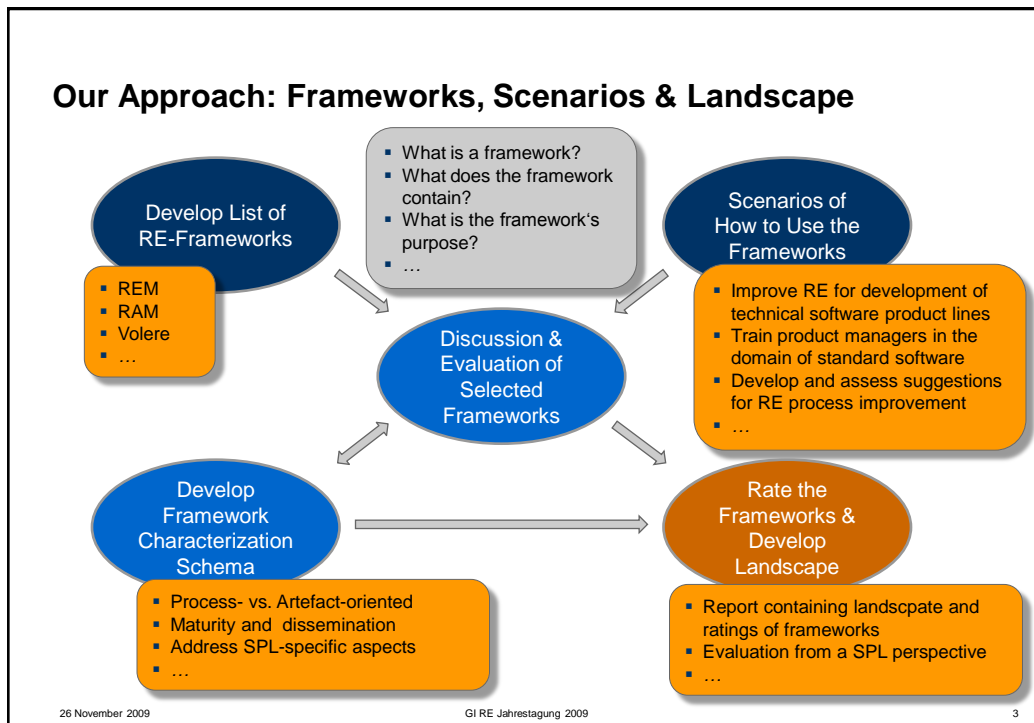 Our Approach: Frameworks, Scenarios & Landscape
Develop List of
RE-Frameworks
▪ REM
▪ RAM
▪ Volere
▪ …
▪ What is a framework?
▪ What does the framework
contain?
▪ What is the framework‘s
purpose?
▪ …
Scenarios of
How to Use the
Frameworks
▪ Improve RE for development of
technical software product lines
▪ Train product managers in the
domain of standard software
▪ Develop and assess suggestions
for RE process improvement
▪ …
Discussion &
Evaluation of
Selected
Frameworks
Develop
Framework
Characterization
Schema
▪ Process- vs. Artefact-oriented
▪ Maturity and dissemination
▪ Address SPL-specific aspects
▪ …
Rate the
Frameworks &
Develop
Landscape
▪ Report containing landscpate and
ratings of frameworks
▪ Evaluation from a SPL perspective
▪ …
26 November 2009
GI RE Jahrestagung 2009
3